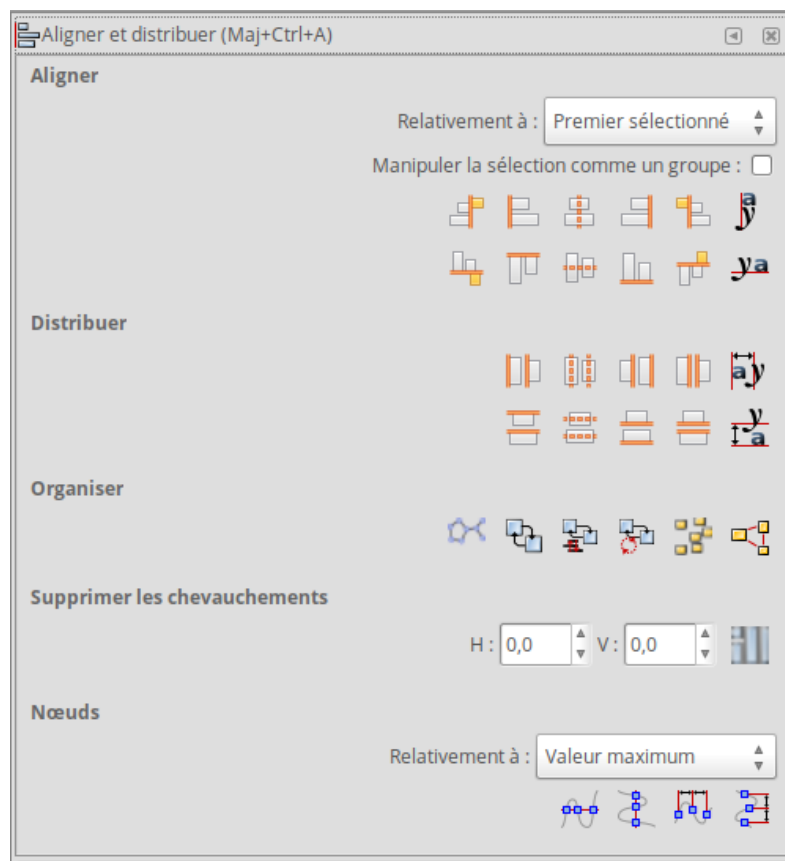 Aligner et distribuer (Maj+Ctrl+A)
Aligner
Relativement à : Premier sélectionné
Manipuler la sélection comme un groupe :
Distribuer
Organiser
Supprimer les chevauchements
H : 0,0 V : 0,0
Nœuds
Relativement à : Valeur maximum